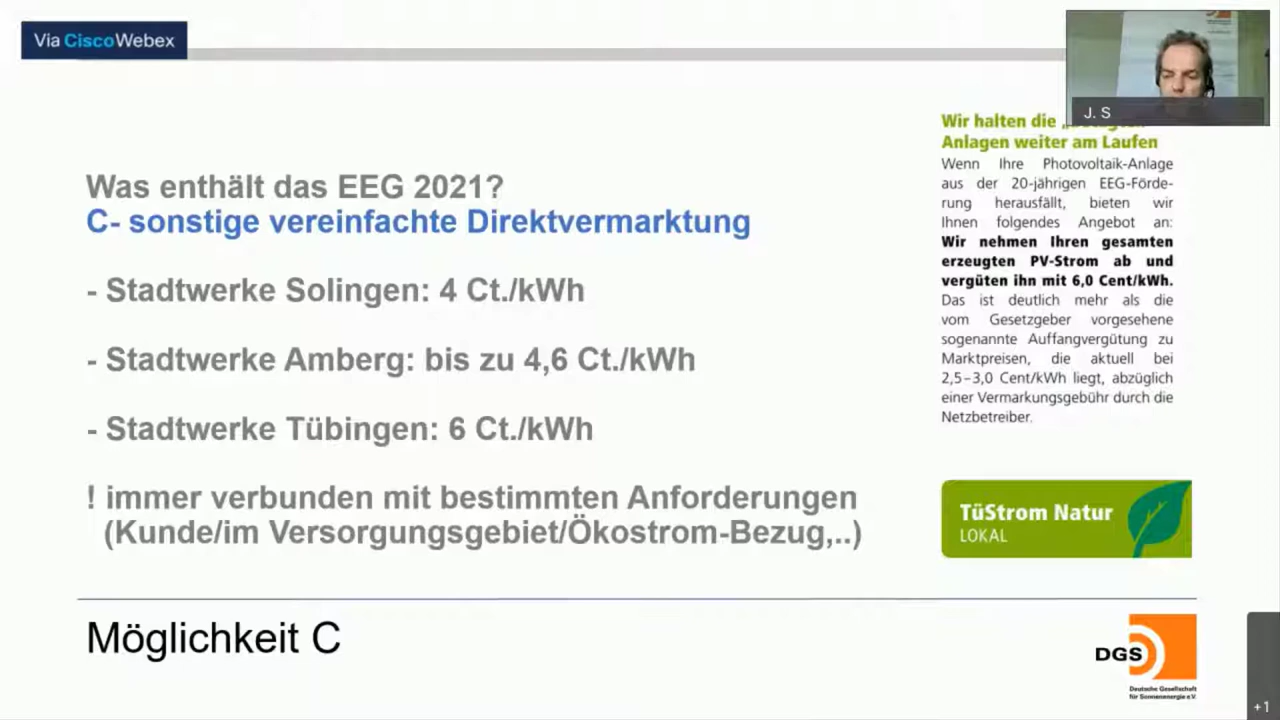 Via CiscoWebex
J. S
Was enthält das EEG 2021?
C- sonstige vereinfachte Direktvermarktung
- Stadtwerke Solingen: 4 Ct./kWh
- Stadtwerke Amberg: bis zu 4,6 Ct./kWh
- Stadtwerke Tübingen: 6 Ct./kWh
! immer verbunden mit bestimmten Anforderungen
(Kunde/im Versorgungsgebiet/Ökostrom-Bezug,..)
Wir halten die
Anlagen weiter am Laufen
Wenn Ihre Photovoltaik-Anlage
aus der 20-jährigen EEG-Förde-
rung herausfällt, bieten wir
Ihnen folgendes Angebot an:
Wir nehmen Ihren gesamten
erzeugten PV-Strom ab und
vergüten ihn mit 6,0 Cent/kWh.
Das ist deutlich mehr als die
vom Gesetzgeber vorgesehene
sogenannte Auffangvergütung zu
Marktpreisen, die aktuell bei
2,5–3,0 Cent/kWh liegt, abzüglich
einer Vermarkungsgebühr durch die
Netzbetreiber.
TüStrom Natur
LOKAL
Möglichkeit C
DGS
Deutsche Gesellschaft
für Sonnenenergie e.V.
+1